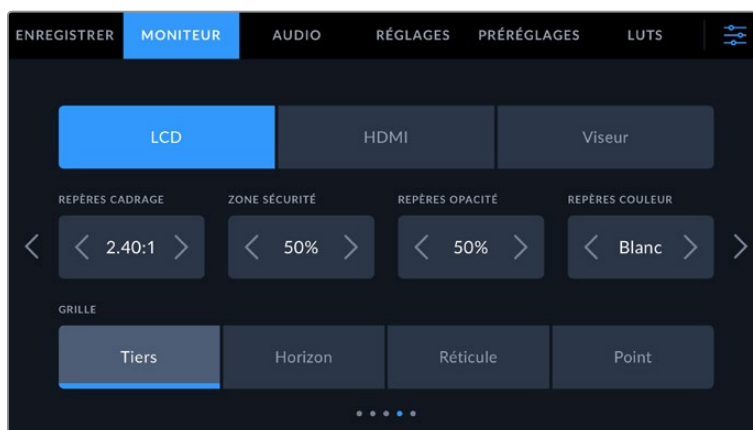 ENREGISTRER MONITEUR AUDIO RÉGLAGES PRÉRÉGLAGES LUTS
LCD HDMI Viseur
REPÈRES CADRAGE ZONE SÉCURITÉ REPÈRES OPACITÉ REPÈRES COULEUR
2.40:1 50% 50% Blanc
GRILLE
Tiers Horizon Réticule Point